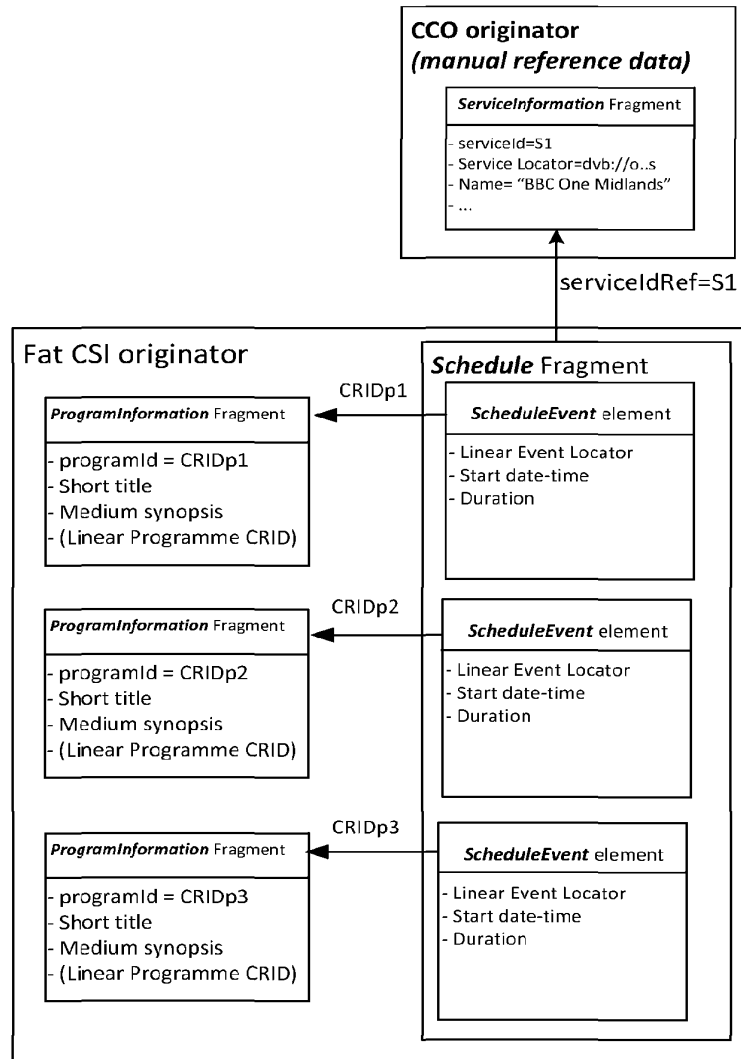 CCO originator
(manual reference data)
ServiceInformation Fragment
- serviceId=S1
- Service Locator=dvb://o..s
- Name= “BBC One Midlands”
- ...
serviceIdRef=S1
Fat CSI originator
Schedule Fragment
CRIDp1
ProgramInformation Fragment
- programId = CRIDp1
- Short title
- Medium synopsis
- (Linear Programme CRID)
ScheduleEvent element
- Linear Event Locator
- Start date-time
- Duration
CRIDp2
ProgramInformation Fragment
- programId = CRIDp2
- Short title
- Medium synopsis
- (Linear Programme CRID)
ScheduleEvent element
- Linear Event Locator
- Start date-time
- Duration
CRIDp3
ProgramInformation Fragment
- programId = CRIDp3
- Short title
- Medium synopsis
- (Linear Programme CRID)
ScheduleEvent element
- Linear Event Locator
- Start date-time
- Duration